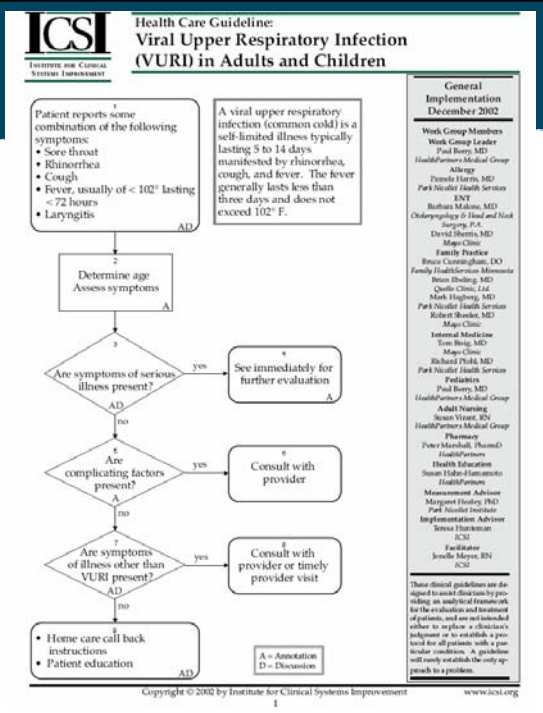 ICSI
INSTITUTE FOR CLINICAL
SYSTEMS IMPROVEMENT
Health Care Guideline:
Viral Upper Respiratory Infection
(VURI) in Adults and Children
1
Patient reports some
combination of the following
symptoms:
• Sore throat
• Rhinorrhea
• Cough
• Fever, usually of < 102° lasting
< 72 hours
• Laryngitis
AD
A viral upper respiratory
infection (common cold) is a
self-limited illness typically
lasting 5 to 14 days
manifested by rhinorrhea,
cough, and fever. The fever
generally lasts less than
three days and does not
exceed 102° F.
2
Determine age
Assess symptoms
A
3
Are symptoms of serious
illness present?
AD
yes
4
See immediately for
further evaluation
A
no
5
Are
complicating factors
present?
A
yes
6
Consult with
provider
no
7
Are symptoms
of illness other than
VURI present?
AD
yes
8
Consult with
provider or timely
provider visit
no
9
• Home care call back
instructions
• Patient education
AD
A = Annotation
D = Discussion
General
Implementation
December 2002
Work Group Members
Work Group Leader
Paul Berry, MD
HealthPartners Medical Group
Allergy
Pamela Harris, MD
Park Nicollet Health Services
ENT
Barbara Malone, MD
Otolaryngology & Head and Neck
Surgery, P.A.
David Sherris, MD
Mayo Clinic
Family Practice
Bruce Cunningham, DO
Family HealthServices Minnesota
Brian Ebeling, MD
Quello Clinic, Ltd
Mark Hagberg, MD
Park Nicollet Health Services
Robert Sheeler, MD
Mayo Clinic
Internal Medicine
Tom Boig, MD
Mayo Clinic
Richard Pfohl, MD
Park Nicollet Health Services
Pediatrics
Paul Berry, MD
HealthPartners Medical Group
Adult Nursing
Susan RN
HealthPartners Medical Group
Pharmacy
Peter Marshall, PharmD
HealthPartners
Health Education
Susan Hahn-Hamamoto
HealthPartners
Measurement Advisor
Margaret Healey PhD
Park Nicollet Institute
Implementation Advisor
Teresa Hunteman
ICSI
Facilitator
Jenelle Meyer, RN
ICSI
These clinical guidelines are de-
signed to assist clinicians by pro-
viding an analytical framework
for the evaluation and treatment
of patients, and are not intended
either to replace a clinician's
judgment or to establish a pro-
tocol for all patients with a par-
ticular condition. A guideline
will rarely establish the only ap-
proach to a problem.
Copyright © 2002 by Institute for Clinical Systems Improvement
www.icsi.org
1